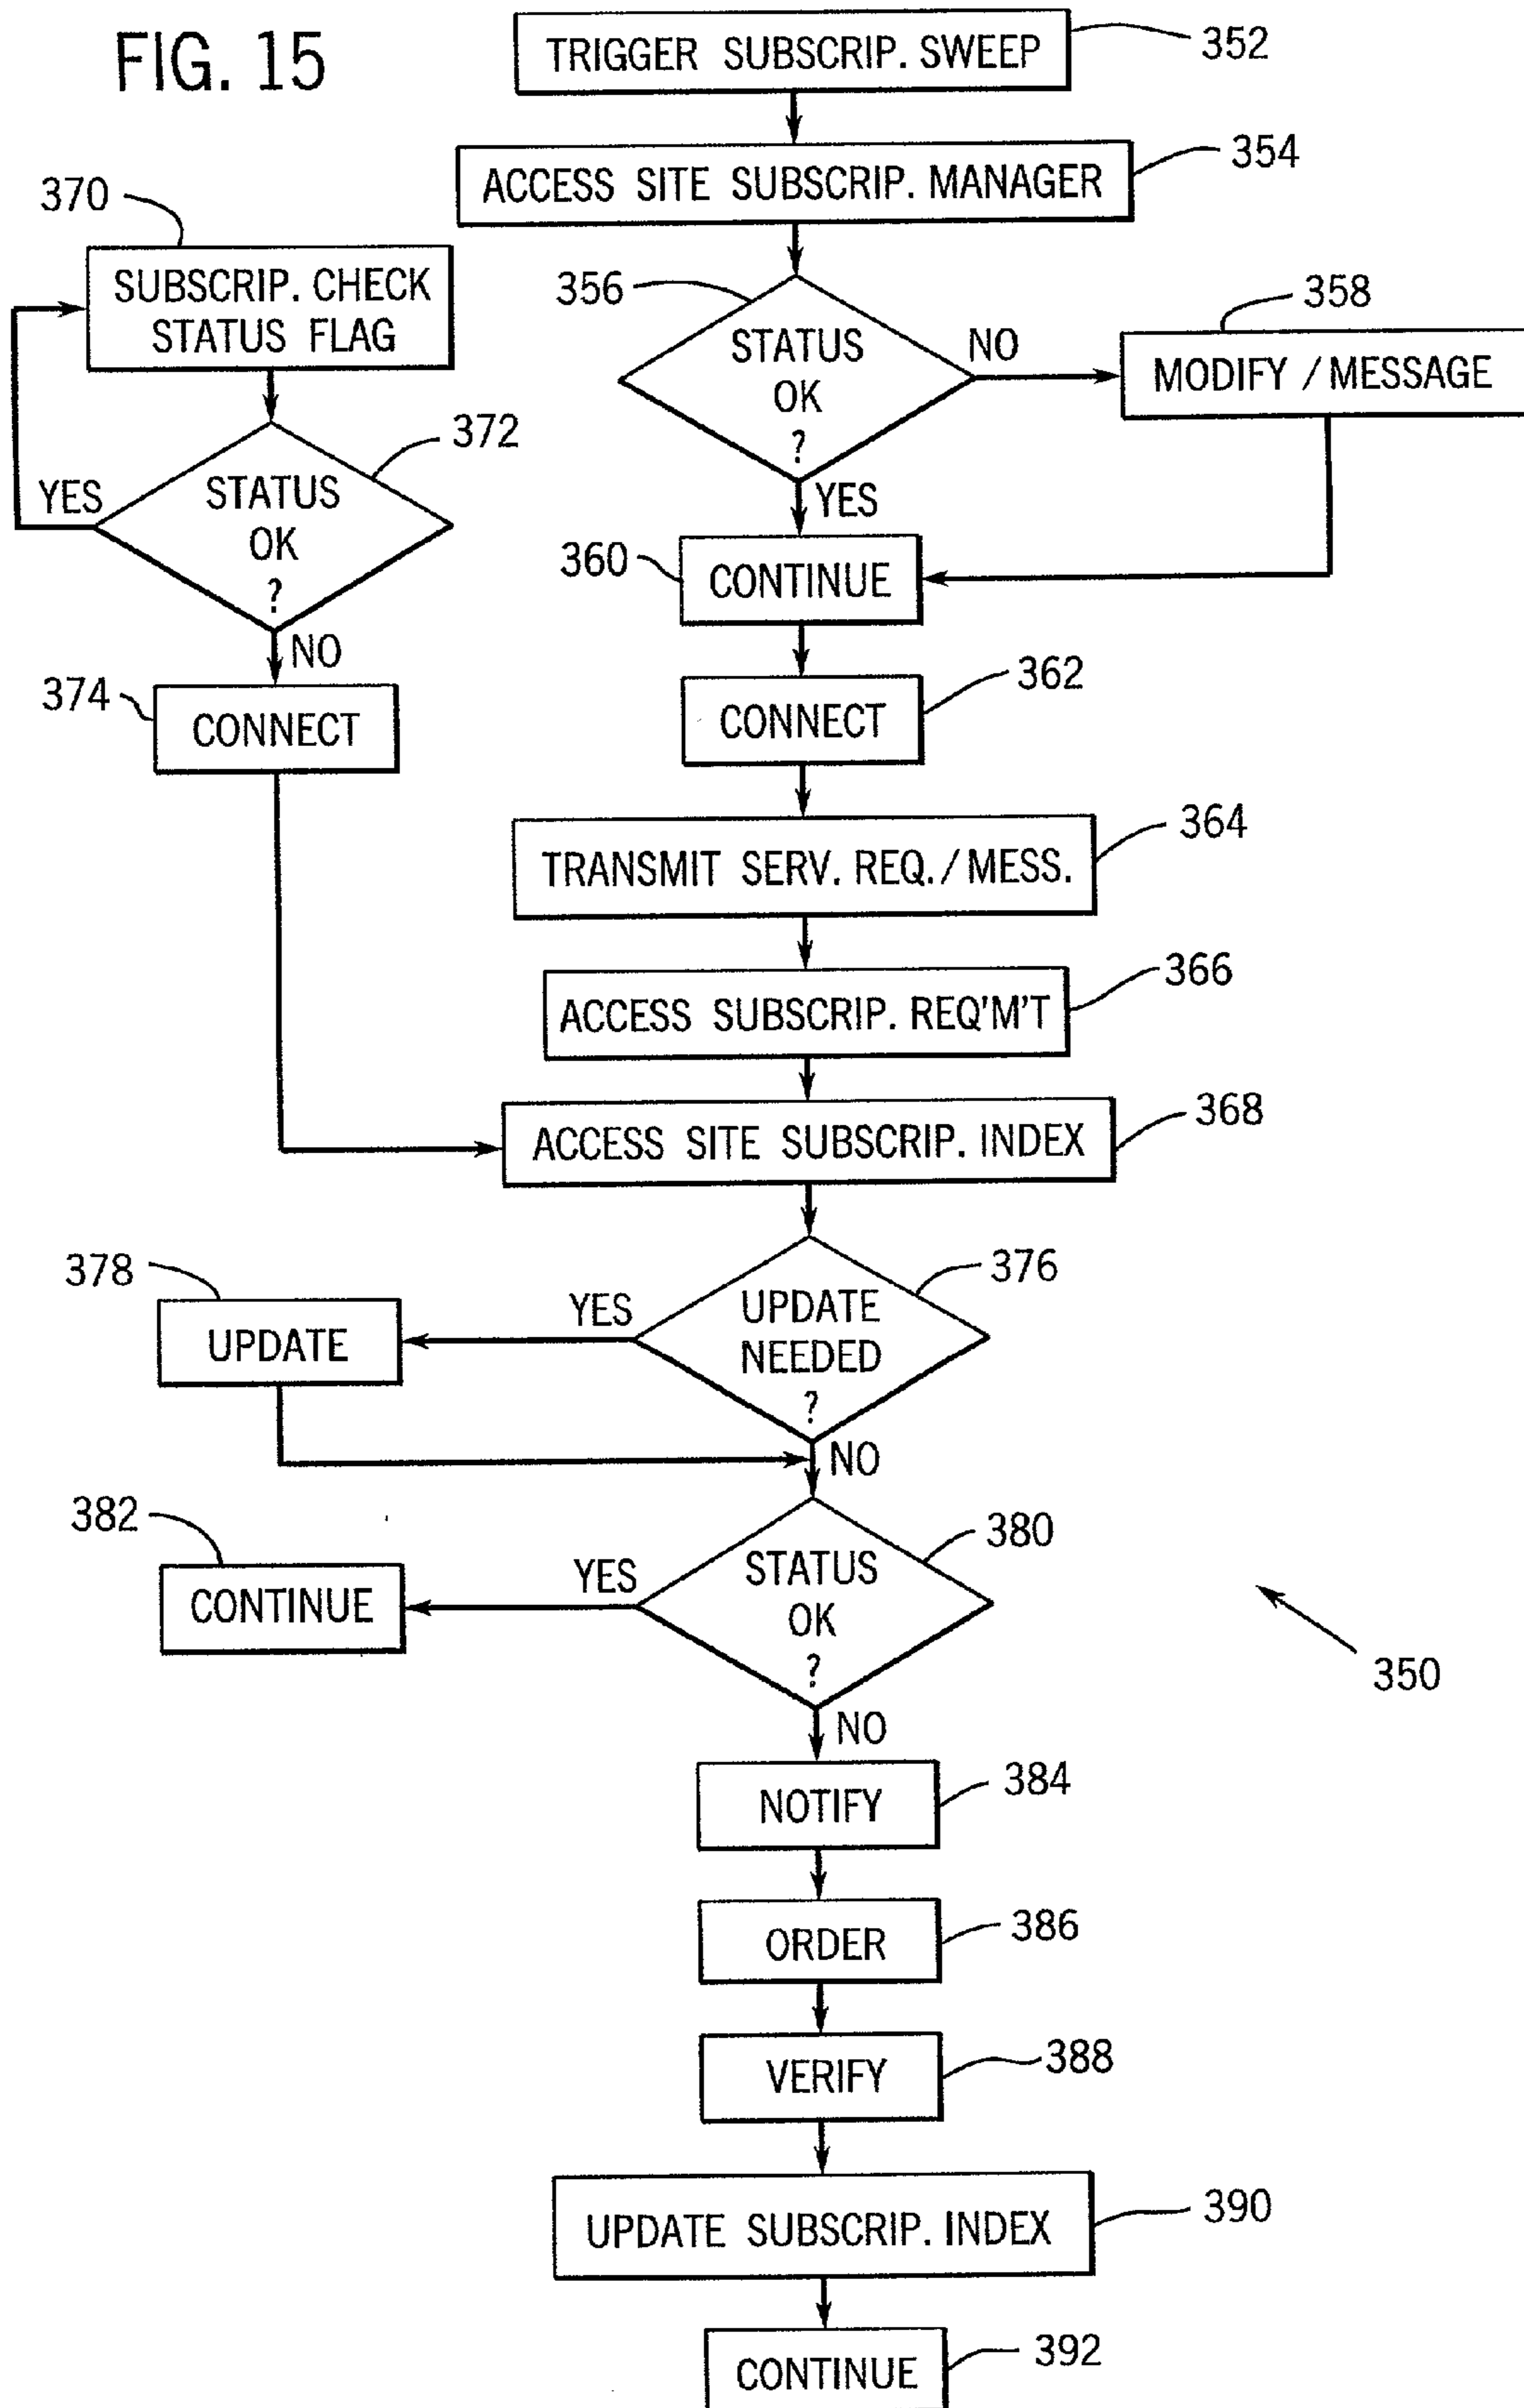 FIG. 15
TRIGGER SUBSCRIP. SWEEP
352
ACCESS SITE SUBSCRIP. MANAGER
354
370
SUBSCRIP. CHECK
STATUS FLAG
356
STATUS
OK
?
NO
358
MODIFY / MESSAGE
372
STATUS
OK
?
YES
NO
YES
360
CONTINUE
374
CONNECT
362
CONNECT
364
TRANSMIT SERV. REQ. / MESS.
366
ACCESS SUBSCRIP. REQ'M'T
368
ACCESS SITE SUBSCRIP. INDEX
376
UPDATE
NEEDED
?
YES
378
UPDATE
NO
380
STATUS
OK
?
YES
382
CONTINUE
350
NO
NOTIFY
384
ORDER
386
VERIFY
388
UPDATE SUBSCRIP. INDEX
390
CONTINUE
392